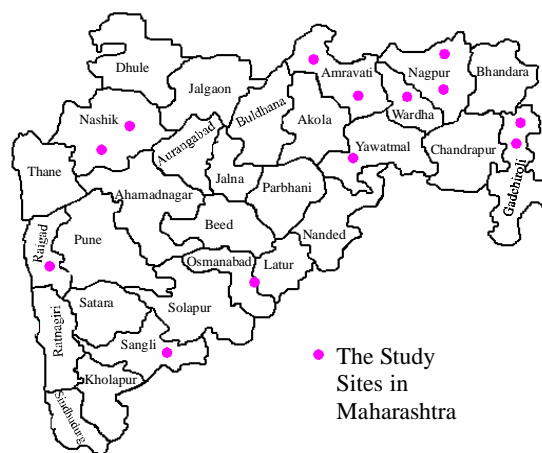 Dhule
Jalgaon
Buldhana
Amravati
Nagpur
Bhandara
Nashik
Aurangabad
Akola
Wardha
Yawatmal
Chandrapur
Gadchiroli
Thane
Ahamadnagar
Jalna
Parbhani
Raigad
Pune
Beed
Nanded
Osmanabad
Latur
Satara
Solapur
Ratnagiri
Sangli
Kholapur
Sindhudurg
The Study
Sites in
Maharashtra